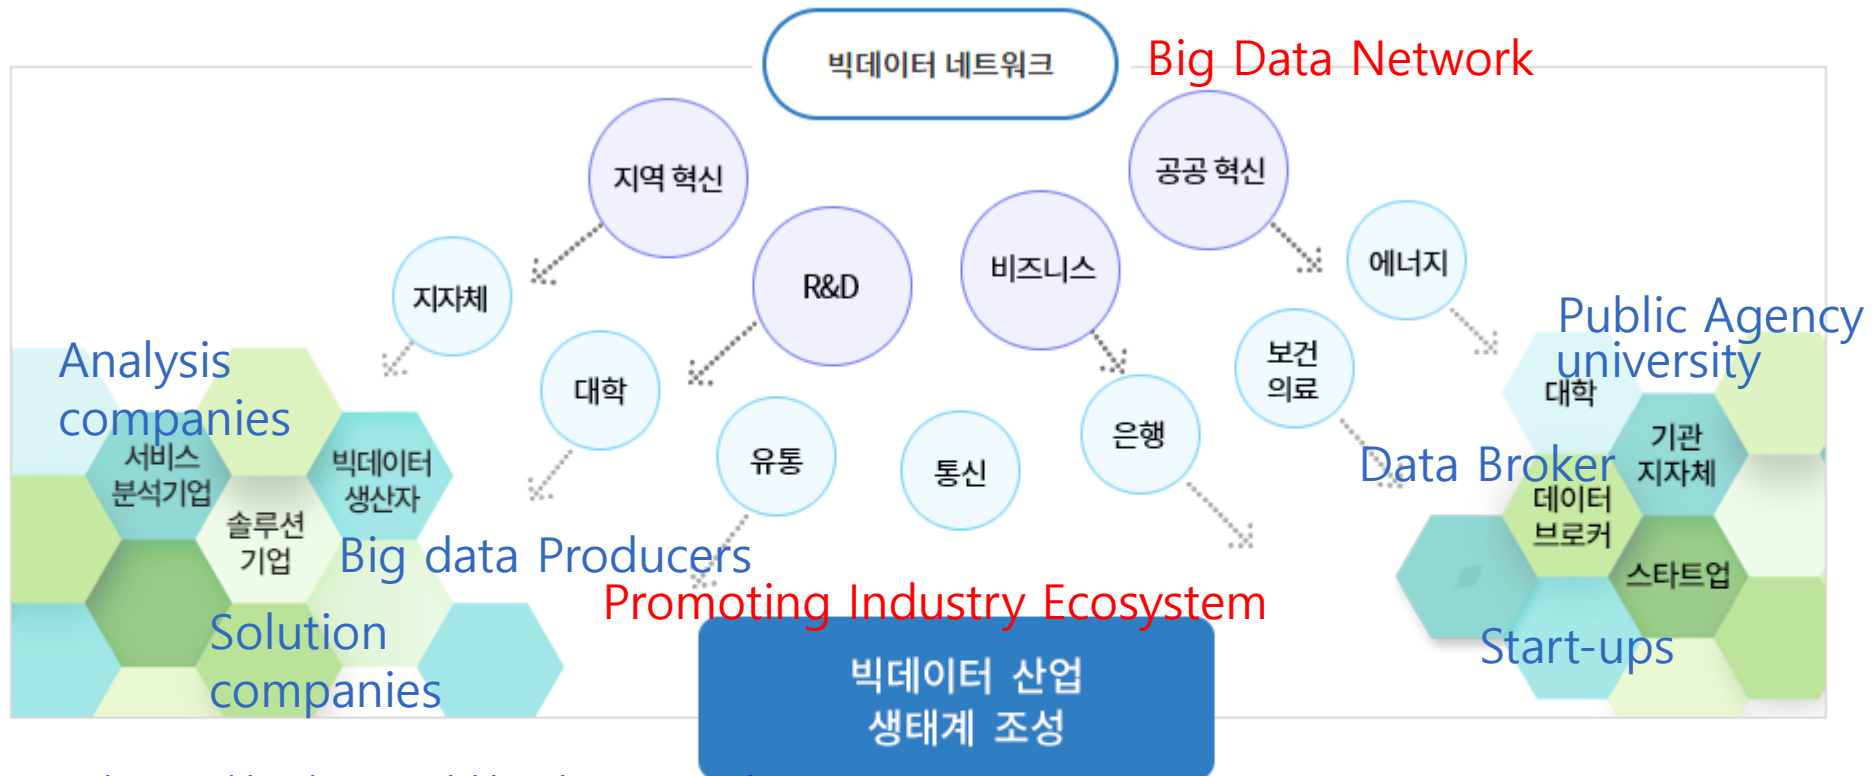 빅데이터 네트워크
Big Data Network
지역 혁신
공공 혁신
R&D
비즈니스
지자체
에너지
대학
유통
통신
은행
보건
의료
Analysis
companies
서비스
분석기업
빅데이터
생산자
솔루션
기업
Big data Producers
Solution
companies
Public Agency
university
대학
기관
지자체
Data Broker
데이터
브로커
스타트업
Start-ups
Promoting Industry Ecosystem
빅데이터 산업
생태계 조성